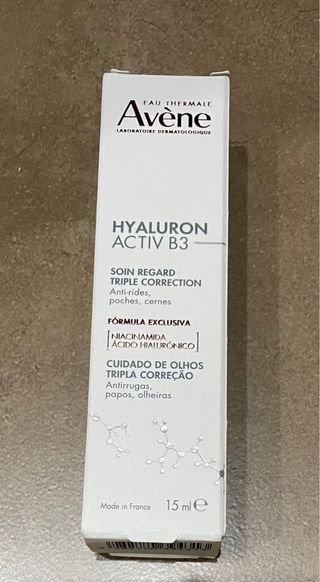 EAU THERMALE
Avène
LABORATOIRE DERMATOLOGIQUE
HYALURON
ACTIV B3
SOIN REGARD
TRIPLE CORRECTION
Anti-rides,
poches, cernes
FÓRMULA EXCLUSIVA
NIACINAMIDA
ÁCIDO HIALURÓNICO
CUIDADO DE OLHOS
TRIPLA CORREÇÃO
Antirrugas,
papos, olheiras
Made in France 15 ml ℮